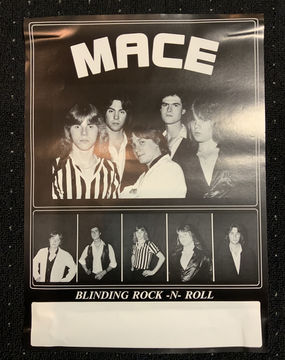 MACE
BLINDING ROCK -N- ROLL